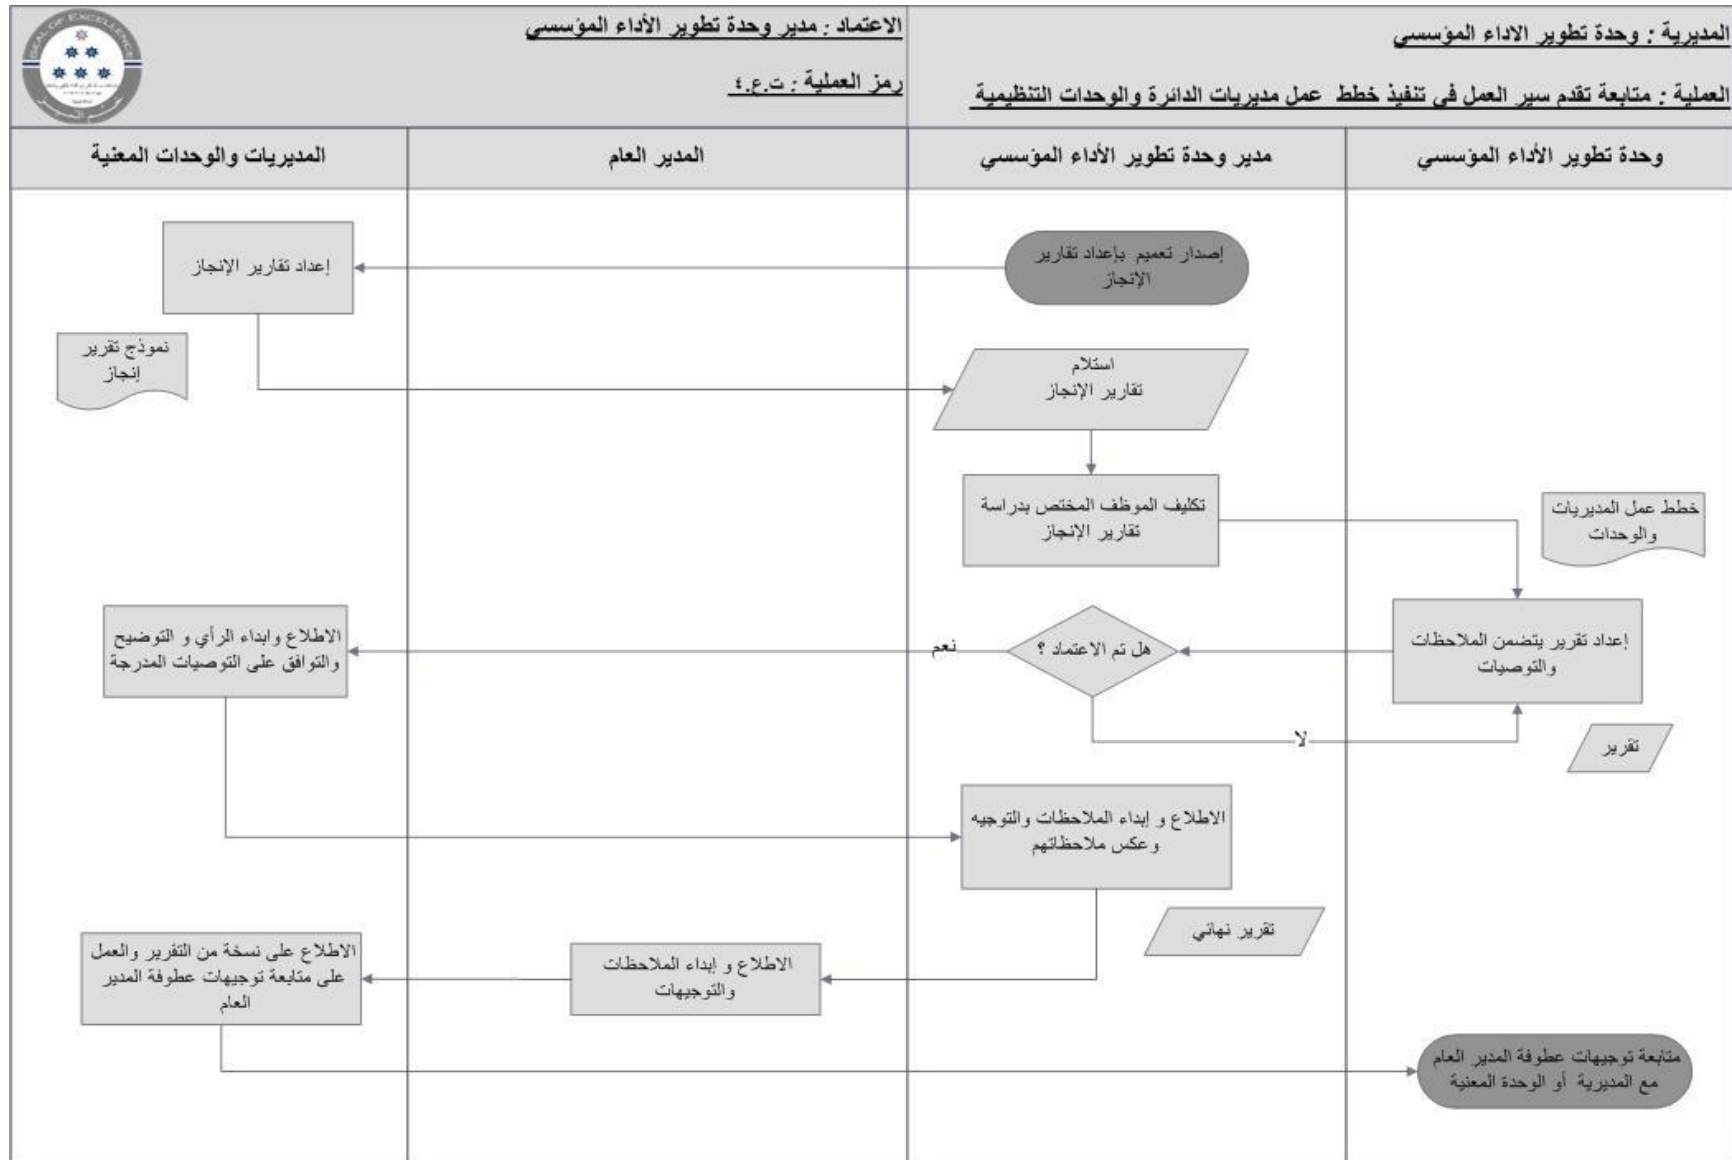 المديرية : وحدة تطوير الاداء المؤسسي
الاعتماد : مدير وحدة تطوير الأداء المؤسسي
SEAL OF EXCELLENCE
العملية : متابعة تقدم سير العمل في تنفيذ خطط عمل مديريات الدائرة والوحدات التنظيمية
رمز العملية : ت.ع.٤
وحدة تطوير الأداء المؤسسي
مدير وحدة تطوير الأداء المؤسسي
المدير العام
المديريات والوحدات المعنية
إصدار تعميم بإعداد تقارير
الإنجاز
إعداد تقارير الإنجاز
نموذج تقرير
إنجاز
استلام
تقارير الإنجاز
تكليف الموظف المختص بدراسة
تقارير الإنجاز
خطط عمل المديريات
والوحدات
إعداد تقرير يتضمن الملاحظات
والتوصيات
هل تم الاعتماد ؟
نعم
الاطلاع وابداء الرأي و التوضيح
والتوافق على التوصيات المدرجة
لا
تقرير
الاطلاع و إبداء الملاحظات والتوجيه
وعكس ملاحظاتهم
تقرير نهائي
الاطلاع و إبداء الملاحظات
والتوجيهات
الاطلاع على نسخة من التقرير والعمل
على متابعة توجيهات عطوفة المدير
العام
متابعة توجيهات عطوفة المدير العام
مع المديرية أو الوحدة المعنية